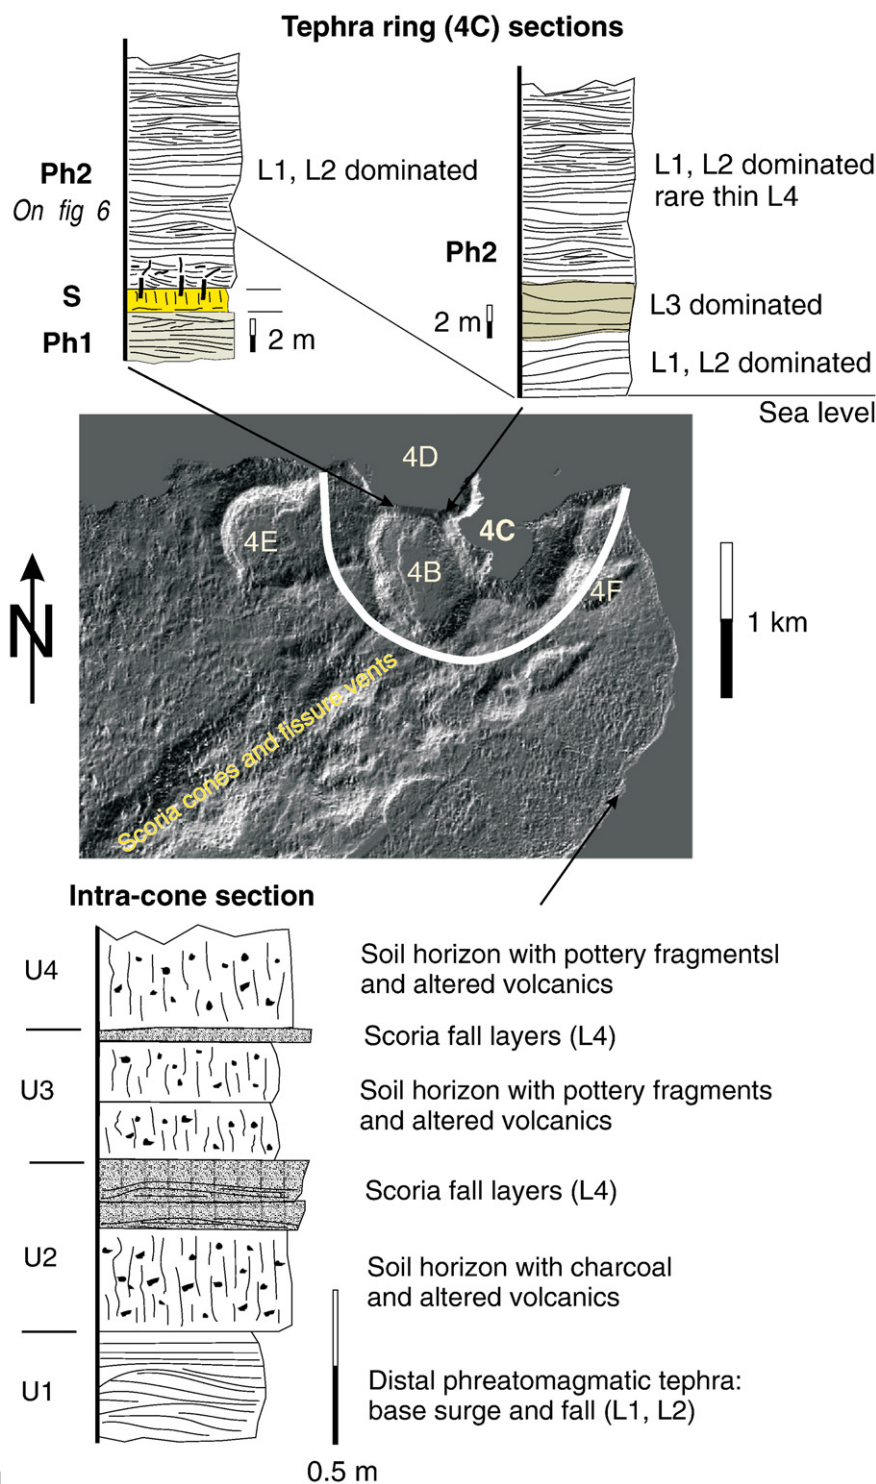 Tephra ring (4C) sections
Ph2
On fig 6
L1, L2 dominated
S
Ph1
2 m
L1, L2 dominated
rare thin L4
Ph2
L3 dominated
2 m
L1, L2 dominated
Sea level
4D
4E
4C
4B
4F
N
1 km
Scoria cones and fissure vents
Intra-cone section
U4
Soil horizon with pottery fragmentsl
and altered volcanics
Scoria fall layers (L4)
U3
Soil horizon with pottery fragments
and altered volcanics
Scoria fall layers (L4)
U2
Soil horizon with charcoal
and altered volcanics
U1
Distal phreatomagmatic tephra:
base surge and fall (L1, L2)
0.5 m